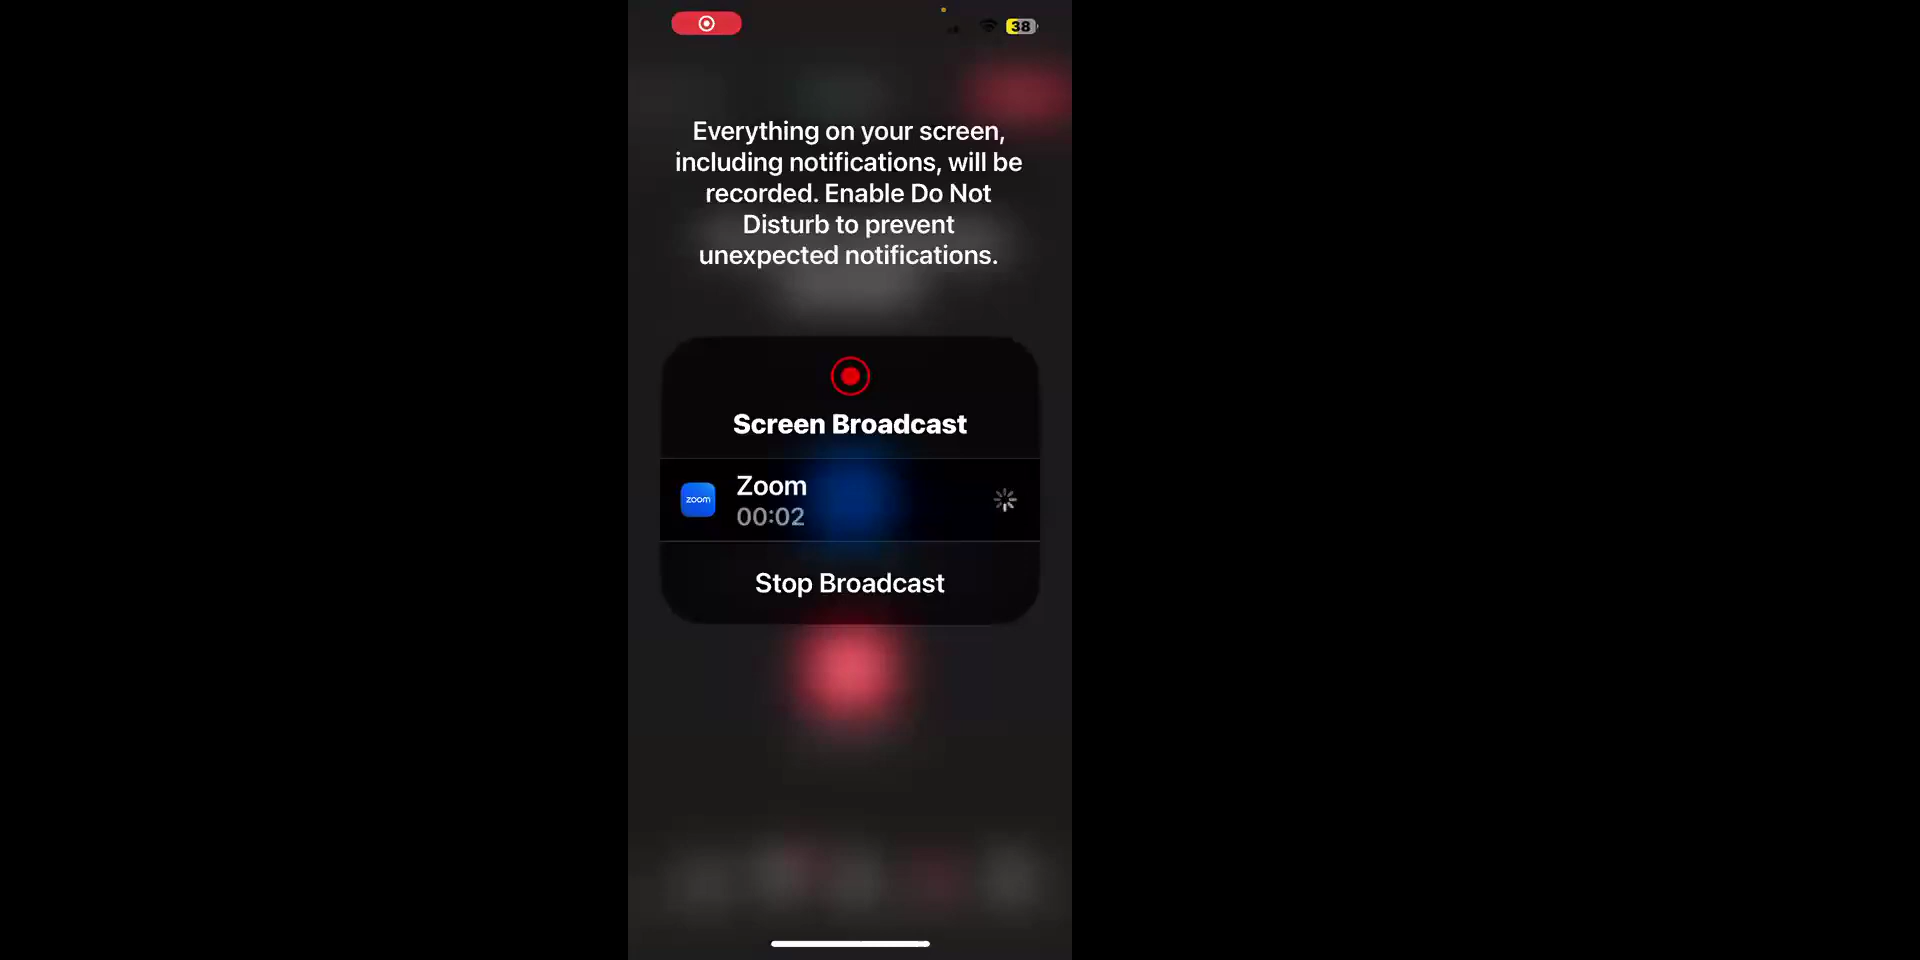 38
Everything on your screen,
including notifications, will be
recorded. Enable Do Not
Disturb to prevent
unexpected notifications.
Screen Broadcast
zoom
Zoom
00:02
Stop Broadcast